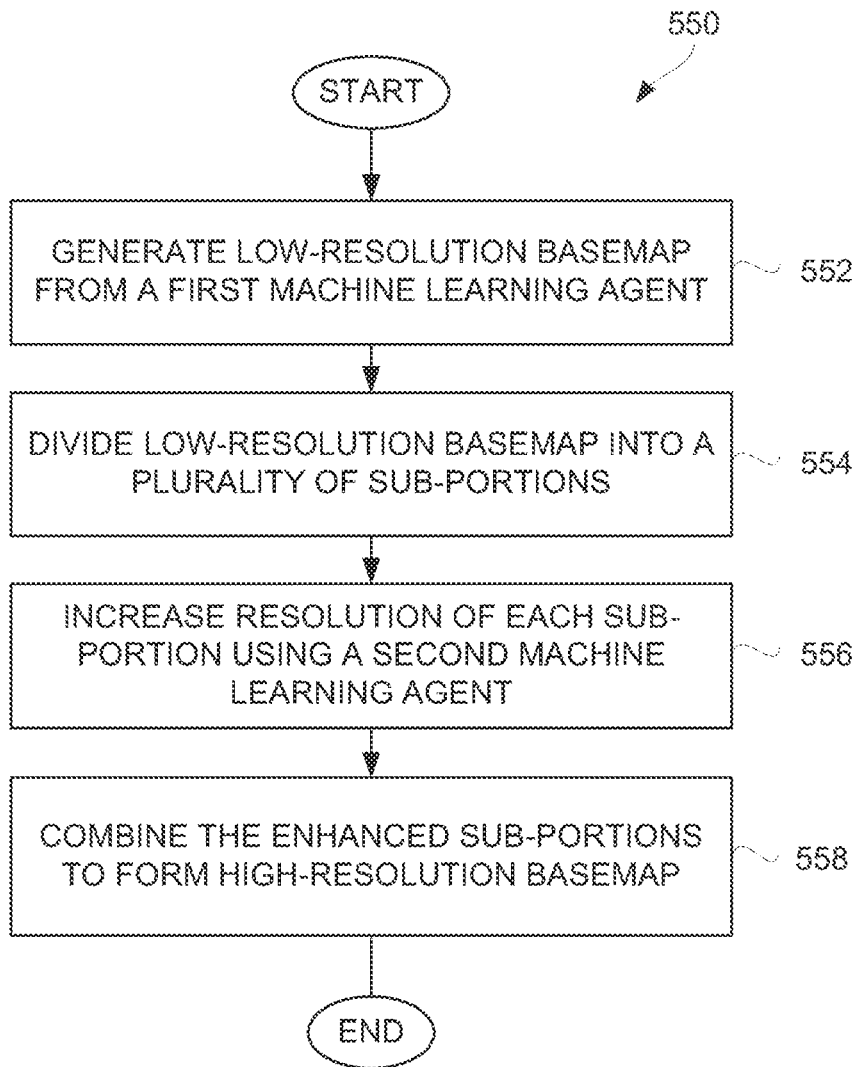 550
START
GENERATE LOW-RESOLUTION BASEMAP
FROM A FIRST MACHINE LEARNING AGENT
552
DIVIDE LOW-RESOLUTION BASEMAP INTO A
PLURALITY OF SUB-PORTIONS
554
INCREASE RESOLUTION OF EACH SUB-
PORTION USING A SECOND MACHINE
LEARNING AGENT
556
COMBINE THE ENHANCED SUB-PORTIONS
TO FORM HIGH-RESOLUTION BASEMAP
558
END